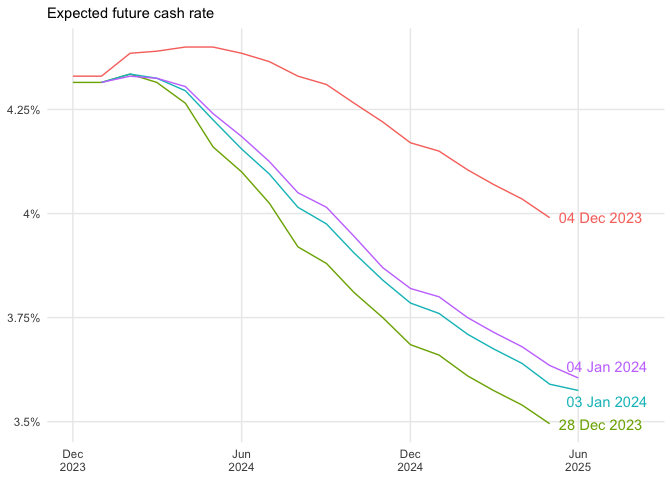 Expected future cash rate
4.25%
4%
3.75%
3.5%
04 Dec 2023
04 Jan 2024
03 Jan 2024
28 Dec 2023
Dec
2023
Jun
2024
Dec
2024
Jun
2025